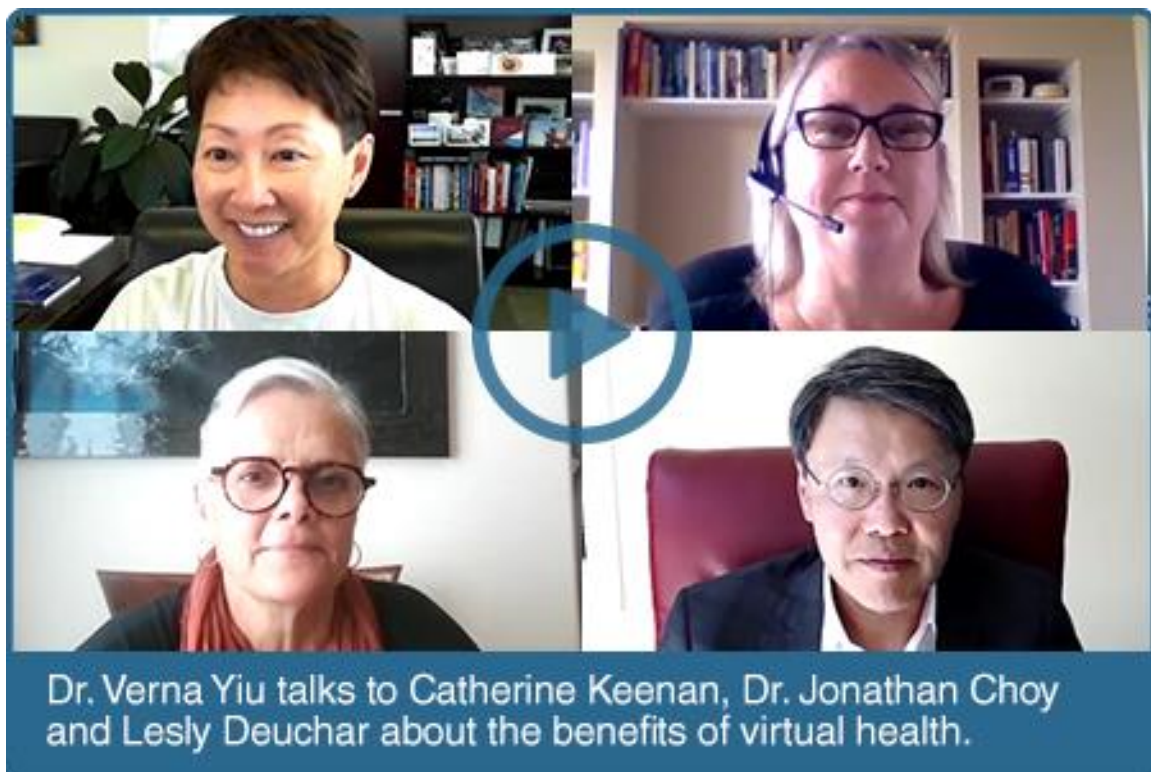 Dr. Verna Yiu talks to Catherine Keenan, Dr. Jonathan Choy
and Lesly Deuchar about the benefits of virtual health.